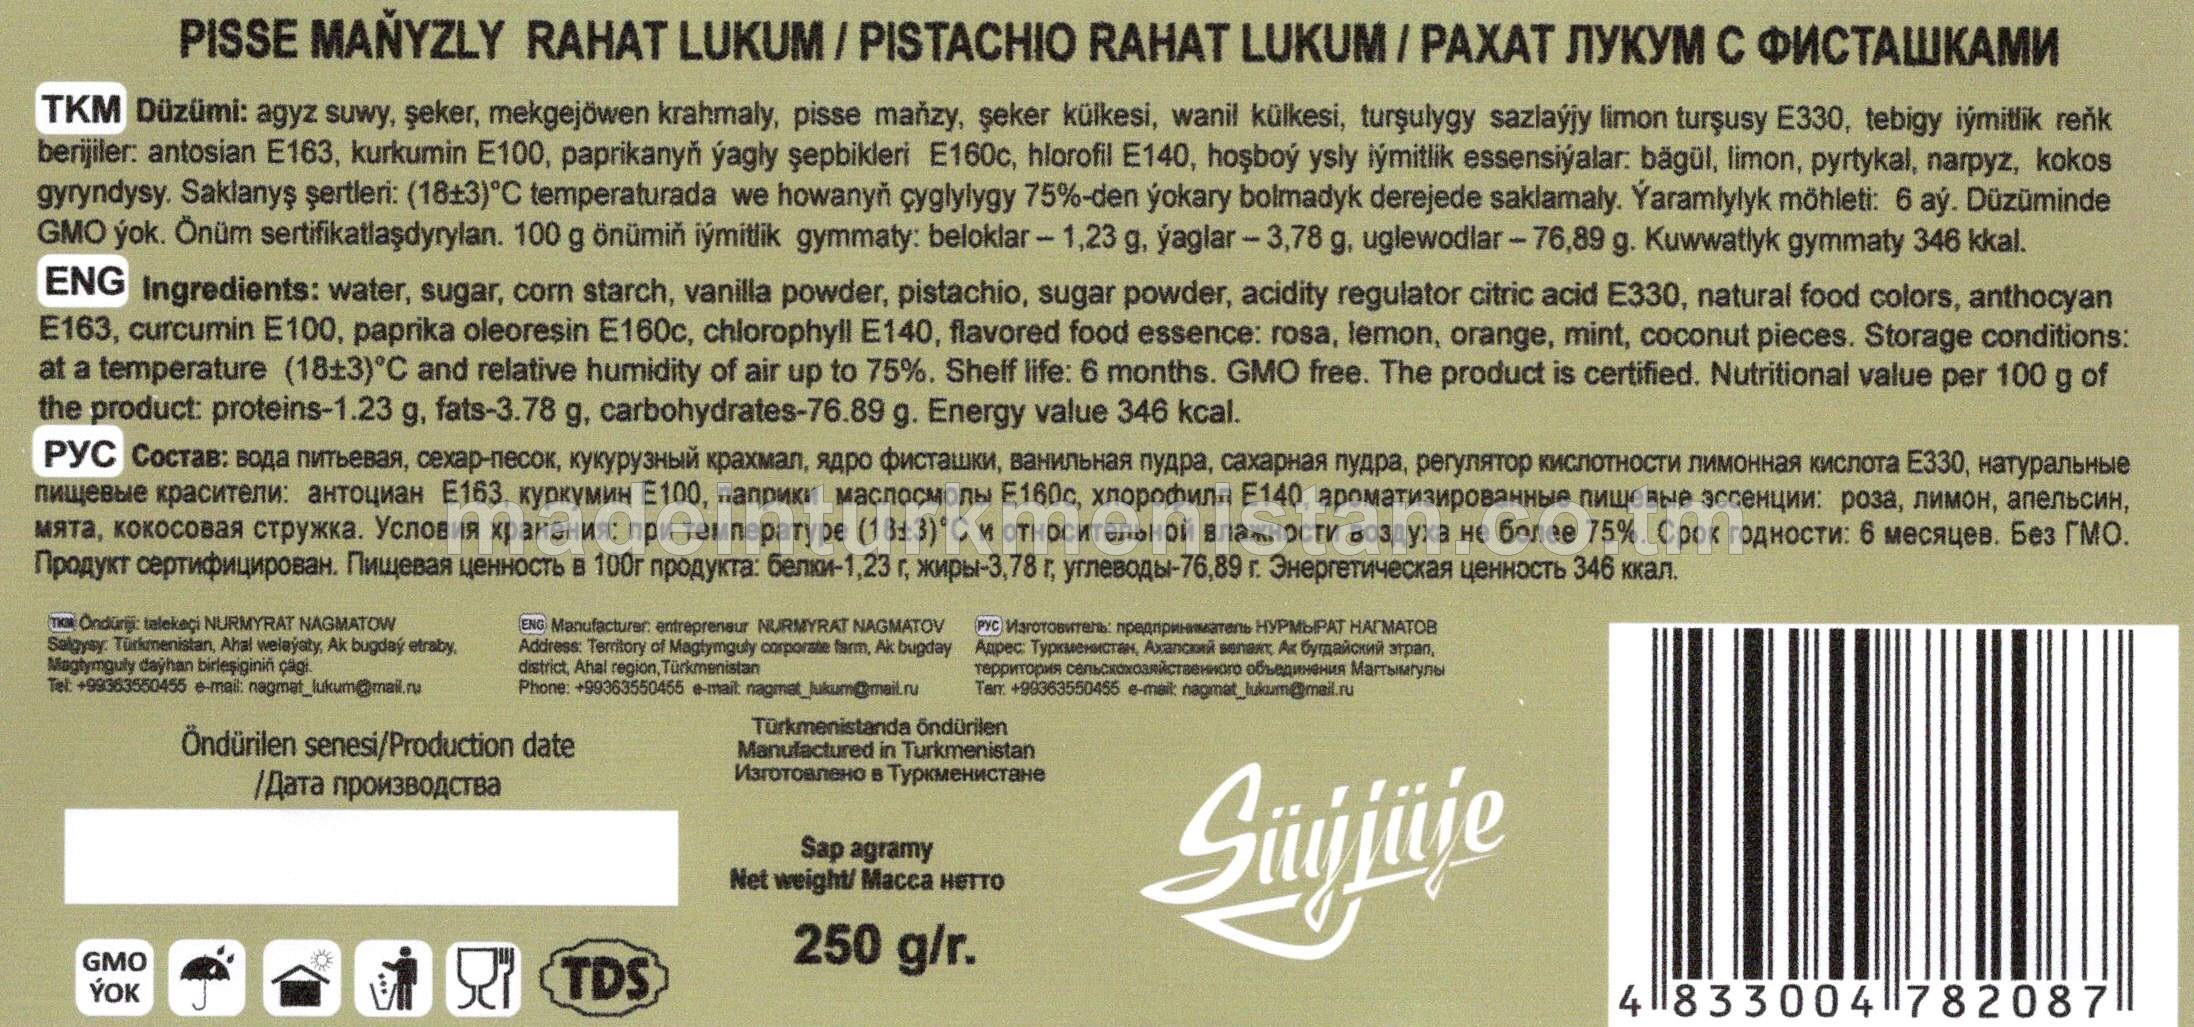 PISSE MAŇYZLY RAHAT LUKUM / PISTACHIO RAHAT LUKUM / РАХАТ ЛУКУМ С ФИСТАШКАМИ
TKM Düzümi: agyz suwy, şeker, mekgejöwen krahmaly, pisse maňzy, şeker külkesi, wanil külkesi, turşulygy sazlaýjy limon turşusy E330, tebigy iýmitlik reňk
berijiler: antosian E163, kurkumin E100, paprikanyň ýagly şepbikleri E160c, hlorofil E140, hoşboý ysly iýmitlik essensiýalar: bägül, limon, pyrtykal, narpyz, kokos
gyryndysy. Saklanyş şertleri: (18±3)°C temperaturada we howanyň çyglylygy 75%-den ýokary bolmadyk derejede saklamaly. Ýaramlylyk möhleti: 6 aý. Düzüminde
GMO ýok. Önüm sertifikatlaşdyrylan. 100 g önümiň iýmitlik gymmaty: beloklar – 1,23 g, ýaglar – 3,78 g, uglewodlar – 76,89 g. Kuwwatlyk gymmaty 346 kkal.
ENG Ingredients: water, sugar, corn starch, vanilla powder, pistachio, sugar powder, acidity regulator citric acid E330, natural food colors, anthocyan
E163, curcumin E100, paprika oleoresin E160c, chlorophyll E140, flavored food essence: rosa, lemon, orange, mint, coconut pieces. Storage conditions:
at a temperature (18±3)°C and relative humidity of air up to 75%. Shelf life: 6 months. GMO free. The product is certified. Nutritional value per 100 g of
the product: proteins-1.23 g, fats-3.78 g, carbohydrates-76.89 g. Energy value 346 kcal.
РУС Состав: вода питьевая, сехар-песок, кукурузный крахмал, ядро фисташки, ванильная пудра, сахарная пудра, регулятор кислотности лимонная кислота Е330, натуральные
пищевые красители: антоциан Е163, куркумин Е100, паприки маслосмолы Е160с, хлорофилл Е140, ароматизированные пищевые эссенции: роза, лимон, апельсин,
мята, кокосовая стружка. Условия хранения: при температуре (18±3)°С и относительной влажности воздуха не более 75%. Срок годности: 6 месяцев. Без ГМО.
madeinturkmenistan.co.tm
Продукт сертифицирован. Пищевая ценность в 100г продукта: белки-1,23 г, жиры-3,78 г, углеводы-76,89 г. Энергетическая ценность 346 ккал.
TKM Öndüriji: telekeçi NURMYRAT NAGMATOW
Salgysy: Türkmenistan, Ahal welaýaty, Ak bugdaý etraby,
Magtymguly daýhan birleşiginiň çägi.
Tel: +99363550455 e-mail: nagmat_lukum@mail.ru
ENG Manufacturer: entrepreneur NURMYRAT NAGMATOV
Address: Territory of Magtymguly corporate farm, Ak bugday
district, Ahal region,Türkmenistan
Phone: +99363550455 e-mail: nagmat_lukum@mail.ru
РУС Изготовитель: предприниматель НУРМЫРАТ НАГМАТОВ
Адрес: Туркменистан, Ахалский велаят, Ак бугдайский этрап,
территория сельскохозяйственного объединения Магтымгулы
Тел: +99363550455 e-mail: nagmat_lukum@mail.ru
Öndürilen senesi/Production date
/Дата производства
Türkmenistanda öndürilen
Manufactured in Turkmenistan
Изготовлено в Туркменистане
Sap agramy
Net weight/ Масса нетто
250 g/г.
Süýjüje
GMO
ÝOK
TDS
4 833004 782087